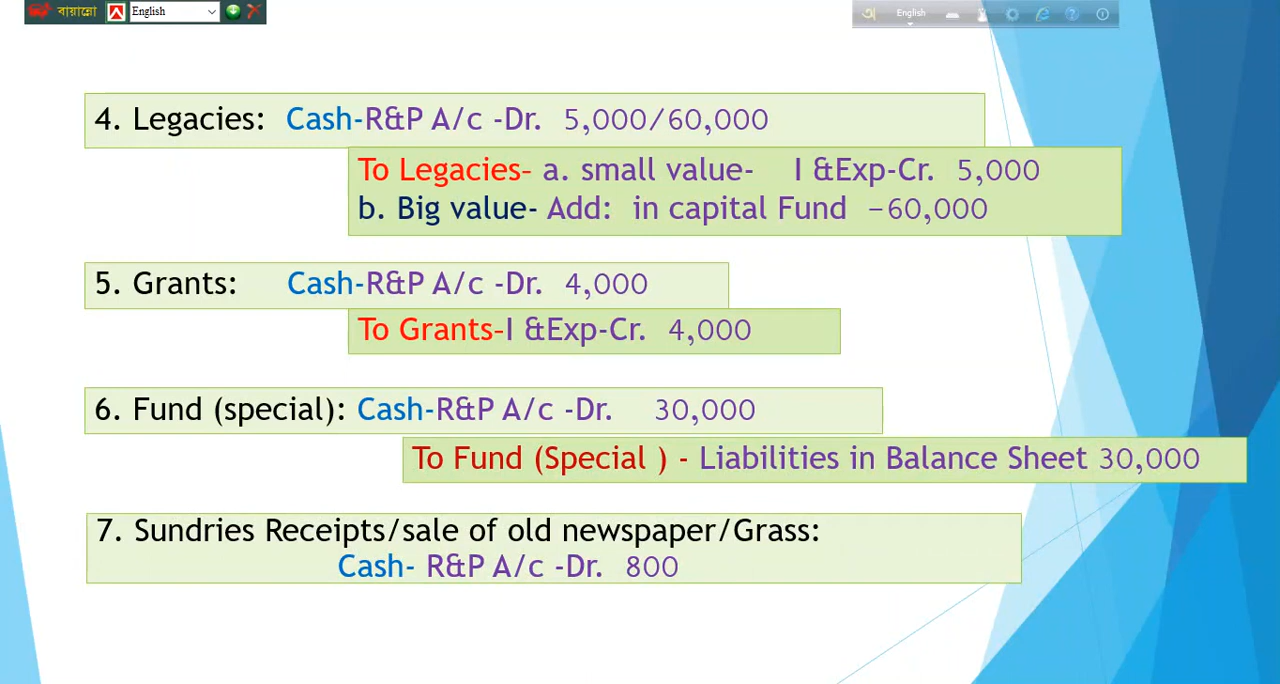 বায়ান্নো English
English
4. Legacies: Cash-R&P A/c -Dr. 5,000/60,000
To Legacies- a. small value- I &Exp-Cr. 5,000
b. Big value- Add: in capital Fund -60,000
5. Grants: Cash-R&P A/c -Dr. 4,000
To Grants-I &Exp-Cr. 4,000
6. Fund (special): Cash-R&P A/c -Dr. 30,000
To Fund (Special ) - Liabilities in Balance Sheet 30,000
7. Sundries Receipts/sale of old newspaper/Grass:
Cash- R&P A/c -Dr. 800